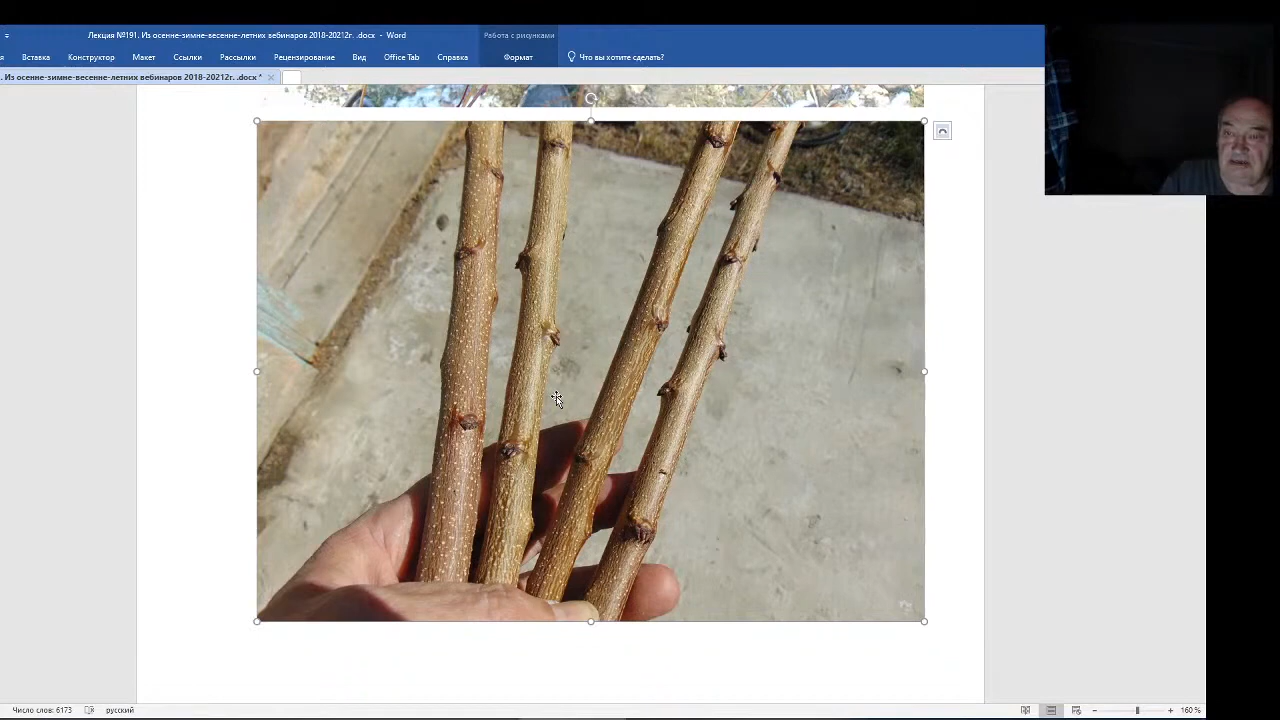 Лекция №191. Из осенне-зимне-весенне-летних вебинаров 2018-20212г. .docx - Word
Работа с рисунками
я Вставка Конструктор Макет Ссылки Рассылки Рецензирование Вид Office Tab Справка Формат Что вы хотите сделать?
. Из осенне-зимне-весенне-летних вебинаров 2018-20212г. .docx *
Число слов: 6173 русский 160 %